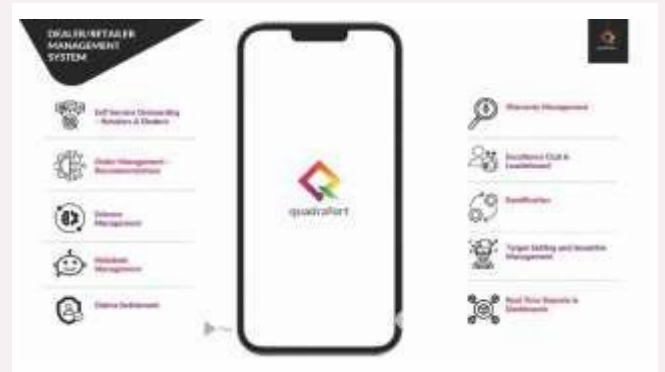 DEALER/RETAILER
MANAGEMENT
SYSTEM
Self Service Onboarding
- Retailers & Dealers
Order Management -
Recommendations
Scheme
Management
Helpdesk
Management
Claims Settlement
quadrafort
Warranty Management
Excellence Club &
Leaderboard
Gamification
Target Setting and Incentive
Management
Real Time Reports &
Dashboards